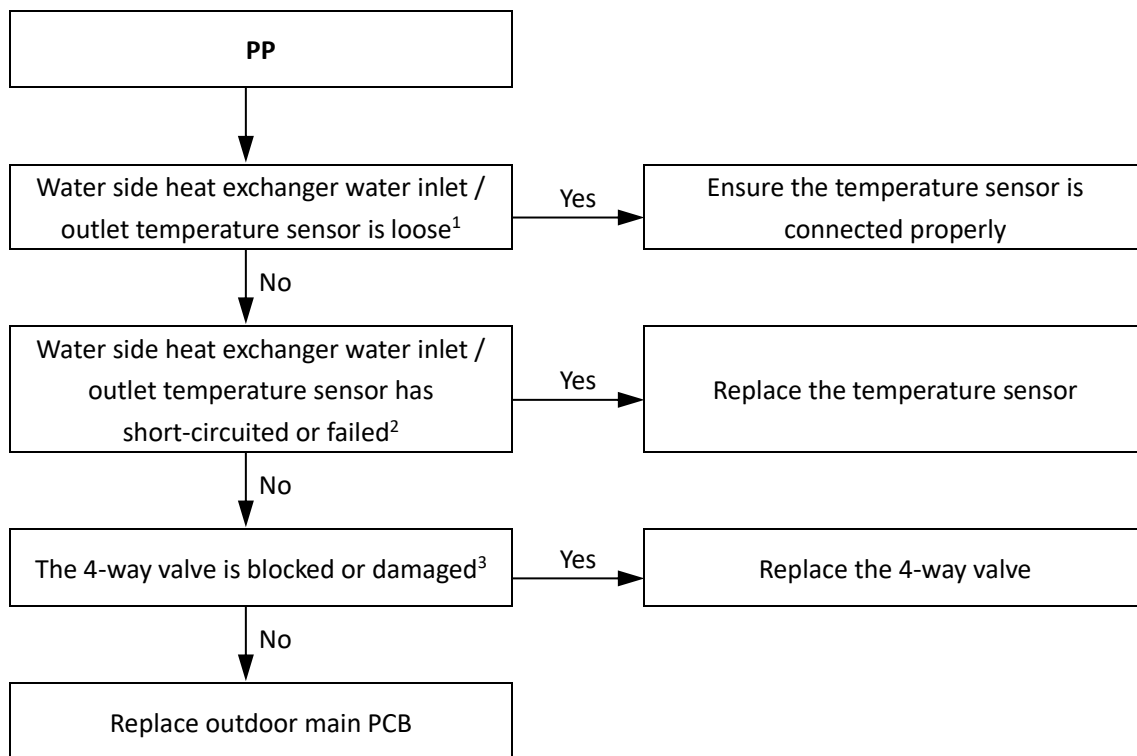 PP
Water side heat exchanger water inlet /
outlet temperature sensor is loose¹
Yes
Ensure the temperature sensor is
connected properly
No
Water side heat exchanger water inlet /
outlet temperature sensor has
short-circuited or failed²
Yes
Replace the temperature sensor
No
The 4-way valve is blocked or damaged³
Yes
Replace the 4-way valve
No
Replace outdoor main PCB